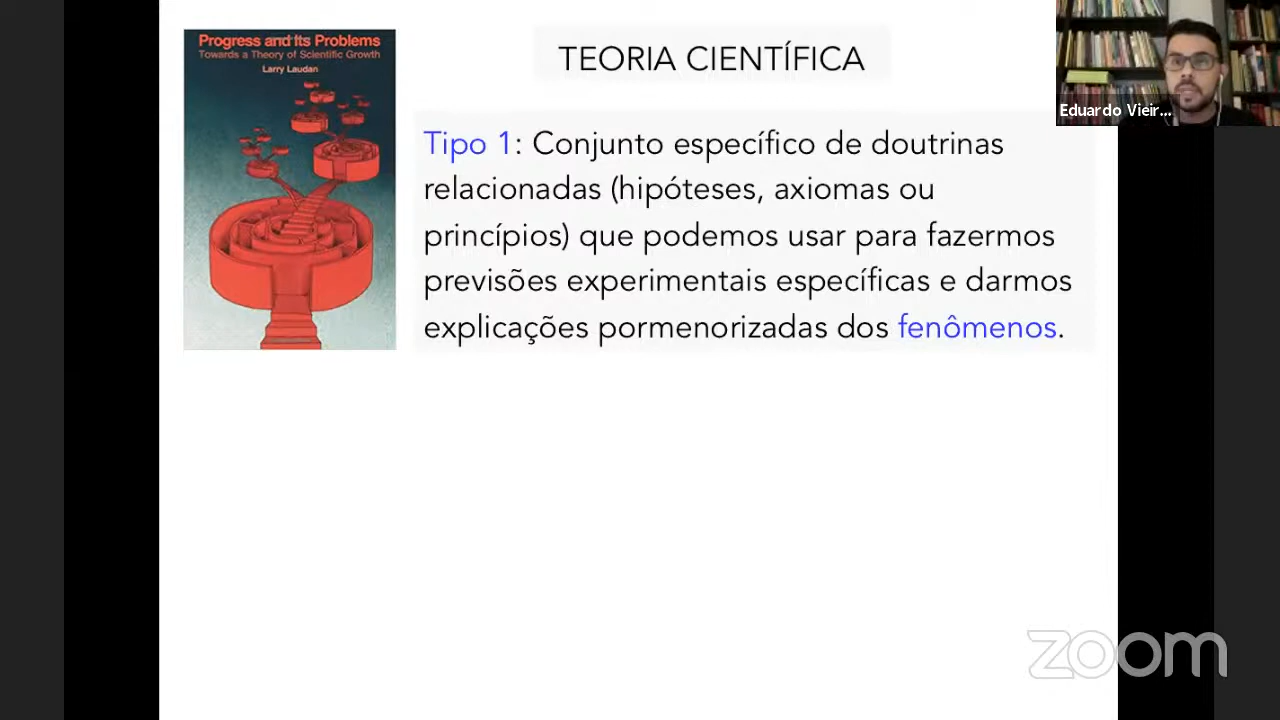 Progress and Its Problems
Towards a Theory of Scientific Growth
Larry Laudan
TEORIA CIENTÍFICA
Eduardo Vieir...
Tipo 1: Conjunto específico de doutrinas
relacionadas (hipóteses, axiomas ou
princípios) que podemos usar para fazermos
previsões experimentais específicas e darmos
explicações pormenorizadas dos fenômenos.
zoom